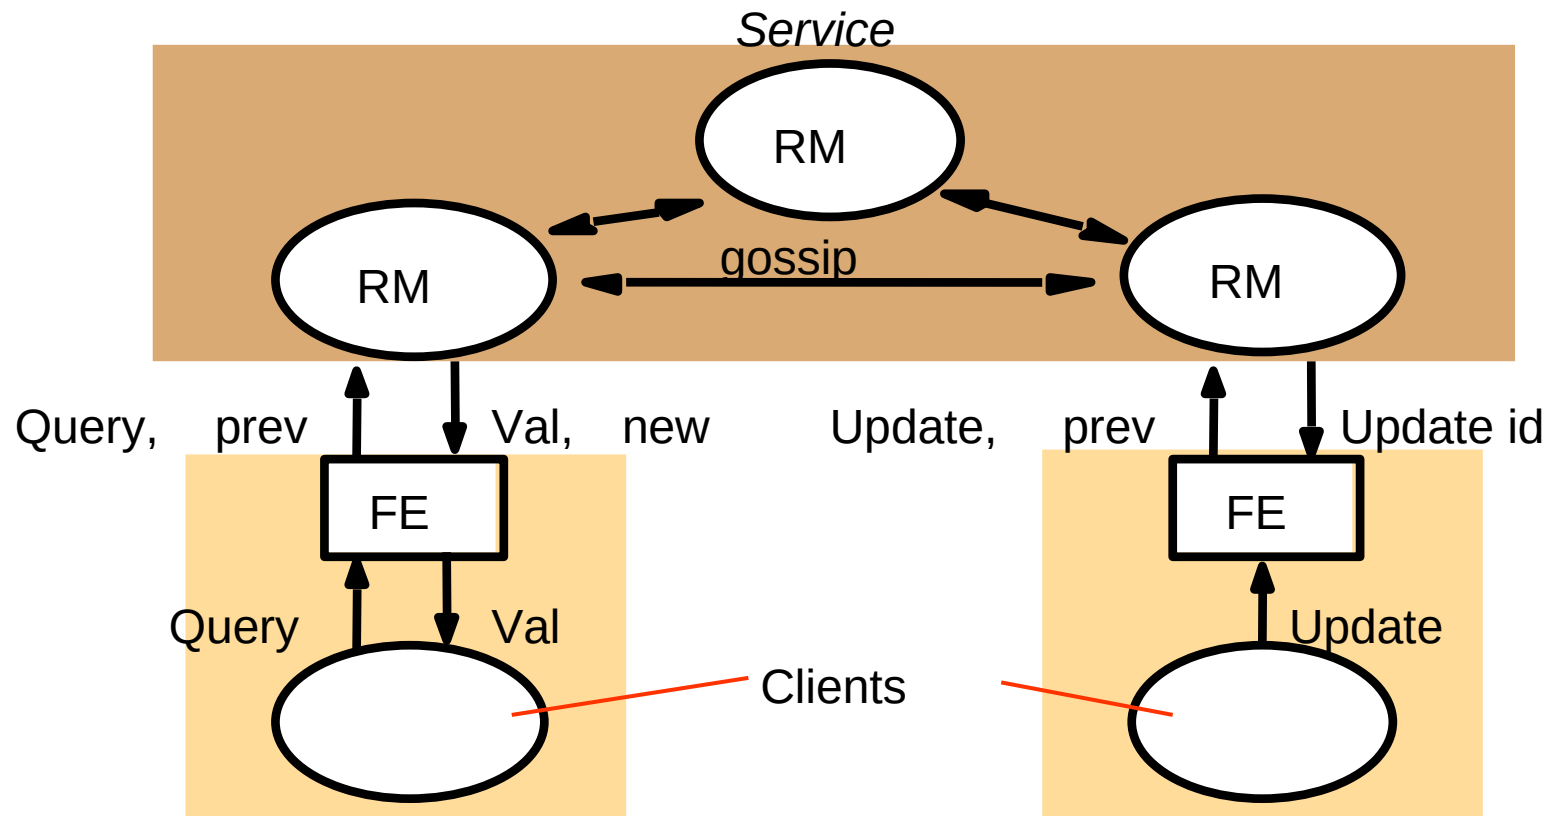 Service
RM
RM
gossip
RM
Query, prev
Val, new
Update, prev
Update id
FE
FE
Query
Val
Update
Clients